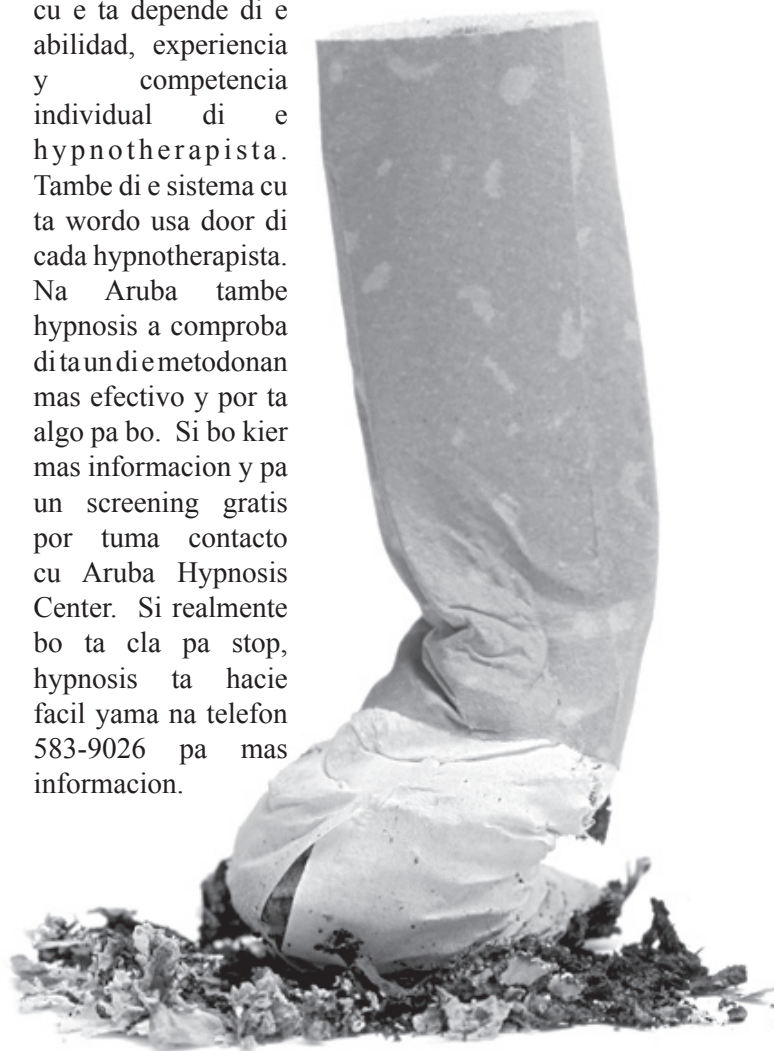 cu e ta depende di e
abilidad, experiencia
y competencia
individual di e
hypnotherapista.
Tambe di e sistema cu
ta wordo usa door di
cada hypnotherapista.
Na Aruba tambe
hypnosis a comproba
di ta un di e metodonan
mas efectivo y por ta
algo pa bo. Si bo kier
mas informacion y pa
un screening gratis
por tuma contacto
cu Aruba Hypnosis
Center. Si realmente
bo ta cla pa stop,
hypnosis ta hacie
facil yama na telefon
583-9026 pa mas
informacion.